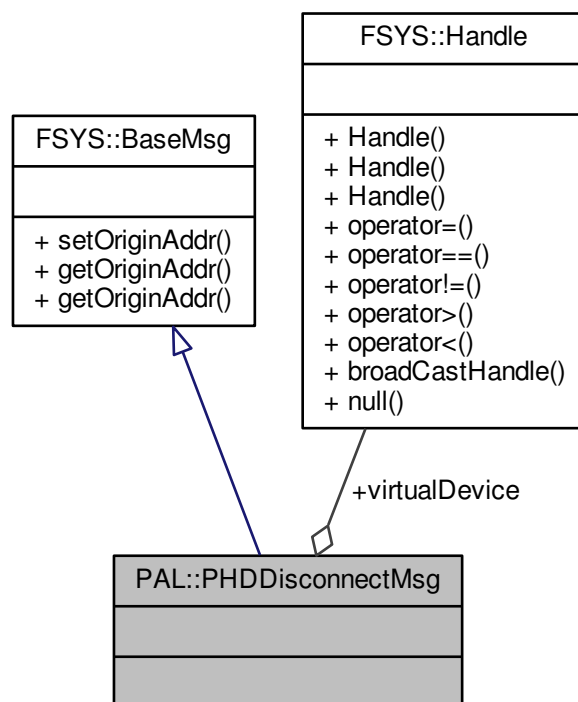 FSYS::Handle
+ Handle()
+ Handle()
+ Handle()
+ operator=()
+ operator==()
+ operator!=()
+ operator>()
+ operator<()
+ broadCastHandle()
+ null()
FSYS::BaseMsg
+ setOriginAddr()
+ getOriginAddr()
+ getOriginAddr()
+virtualDevice
PAL::PHDDisconnectMsg